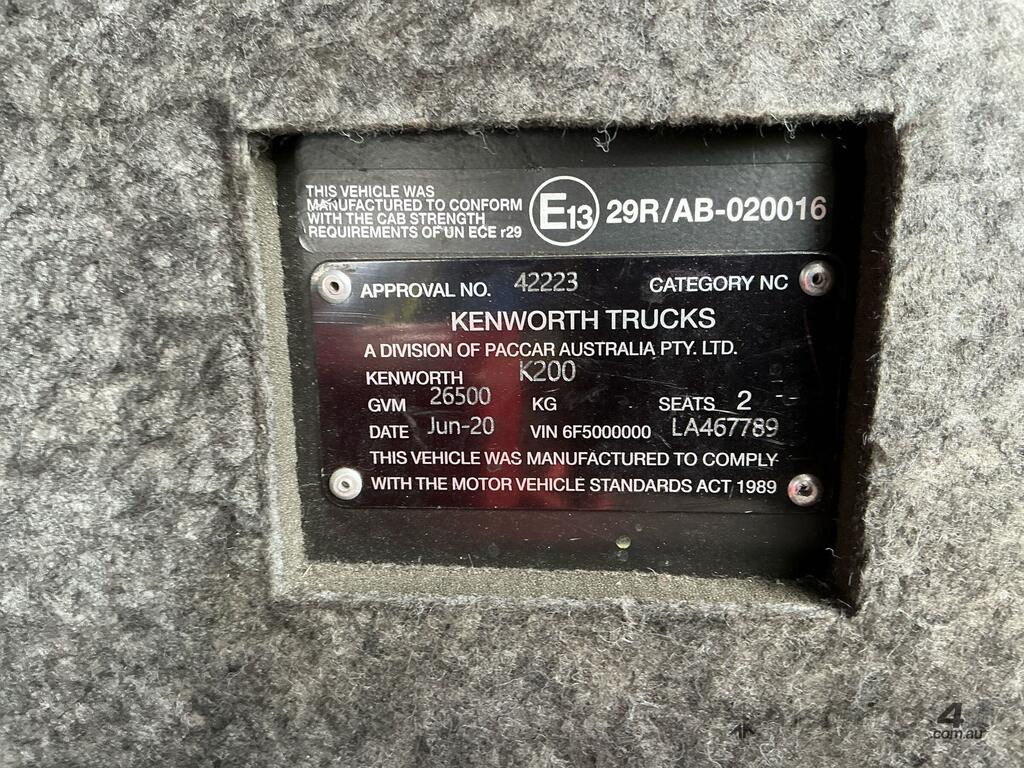 THIS VEHICLE WAS
MANUFACTURED TO CONFORM
WITH THE CAB STRENGTH
REQUIREMENTS OF UN ECE r29
E13 29R/AB-020016
APPROVAL NO. 42223 CATEGORY NC
KENWORTH TRUCKS
A DIVISION OF PACCAR AUSTRALIA PTY. LTD.
KENWORTH K200
GVM 26500 KG SEATS 2
DATE Jun-20 VIN 6F5000000 LA467789
THIS VEHICLE WAS MANUFACTURED TO COMPLY
WITH THE MOTOR VEHICLE STANDARDS ACT 1989
4
.com.au